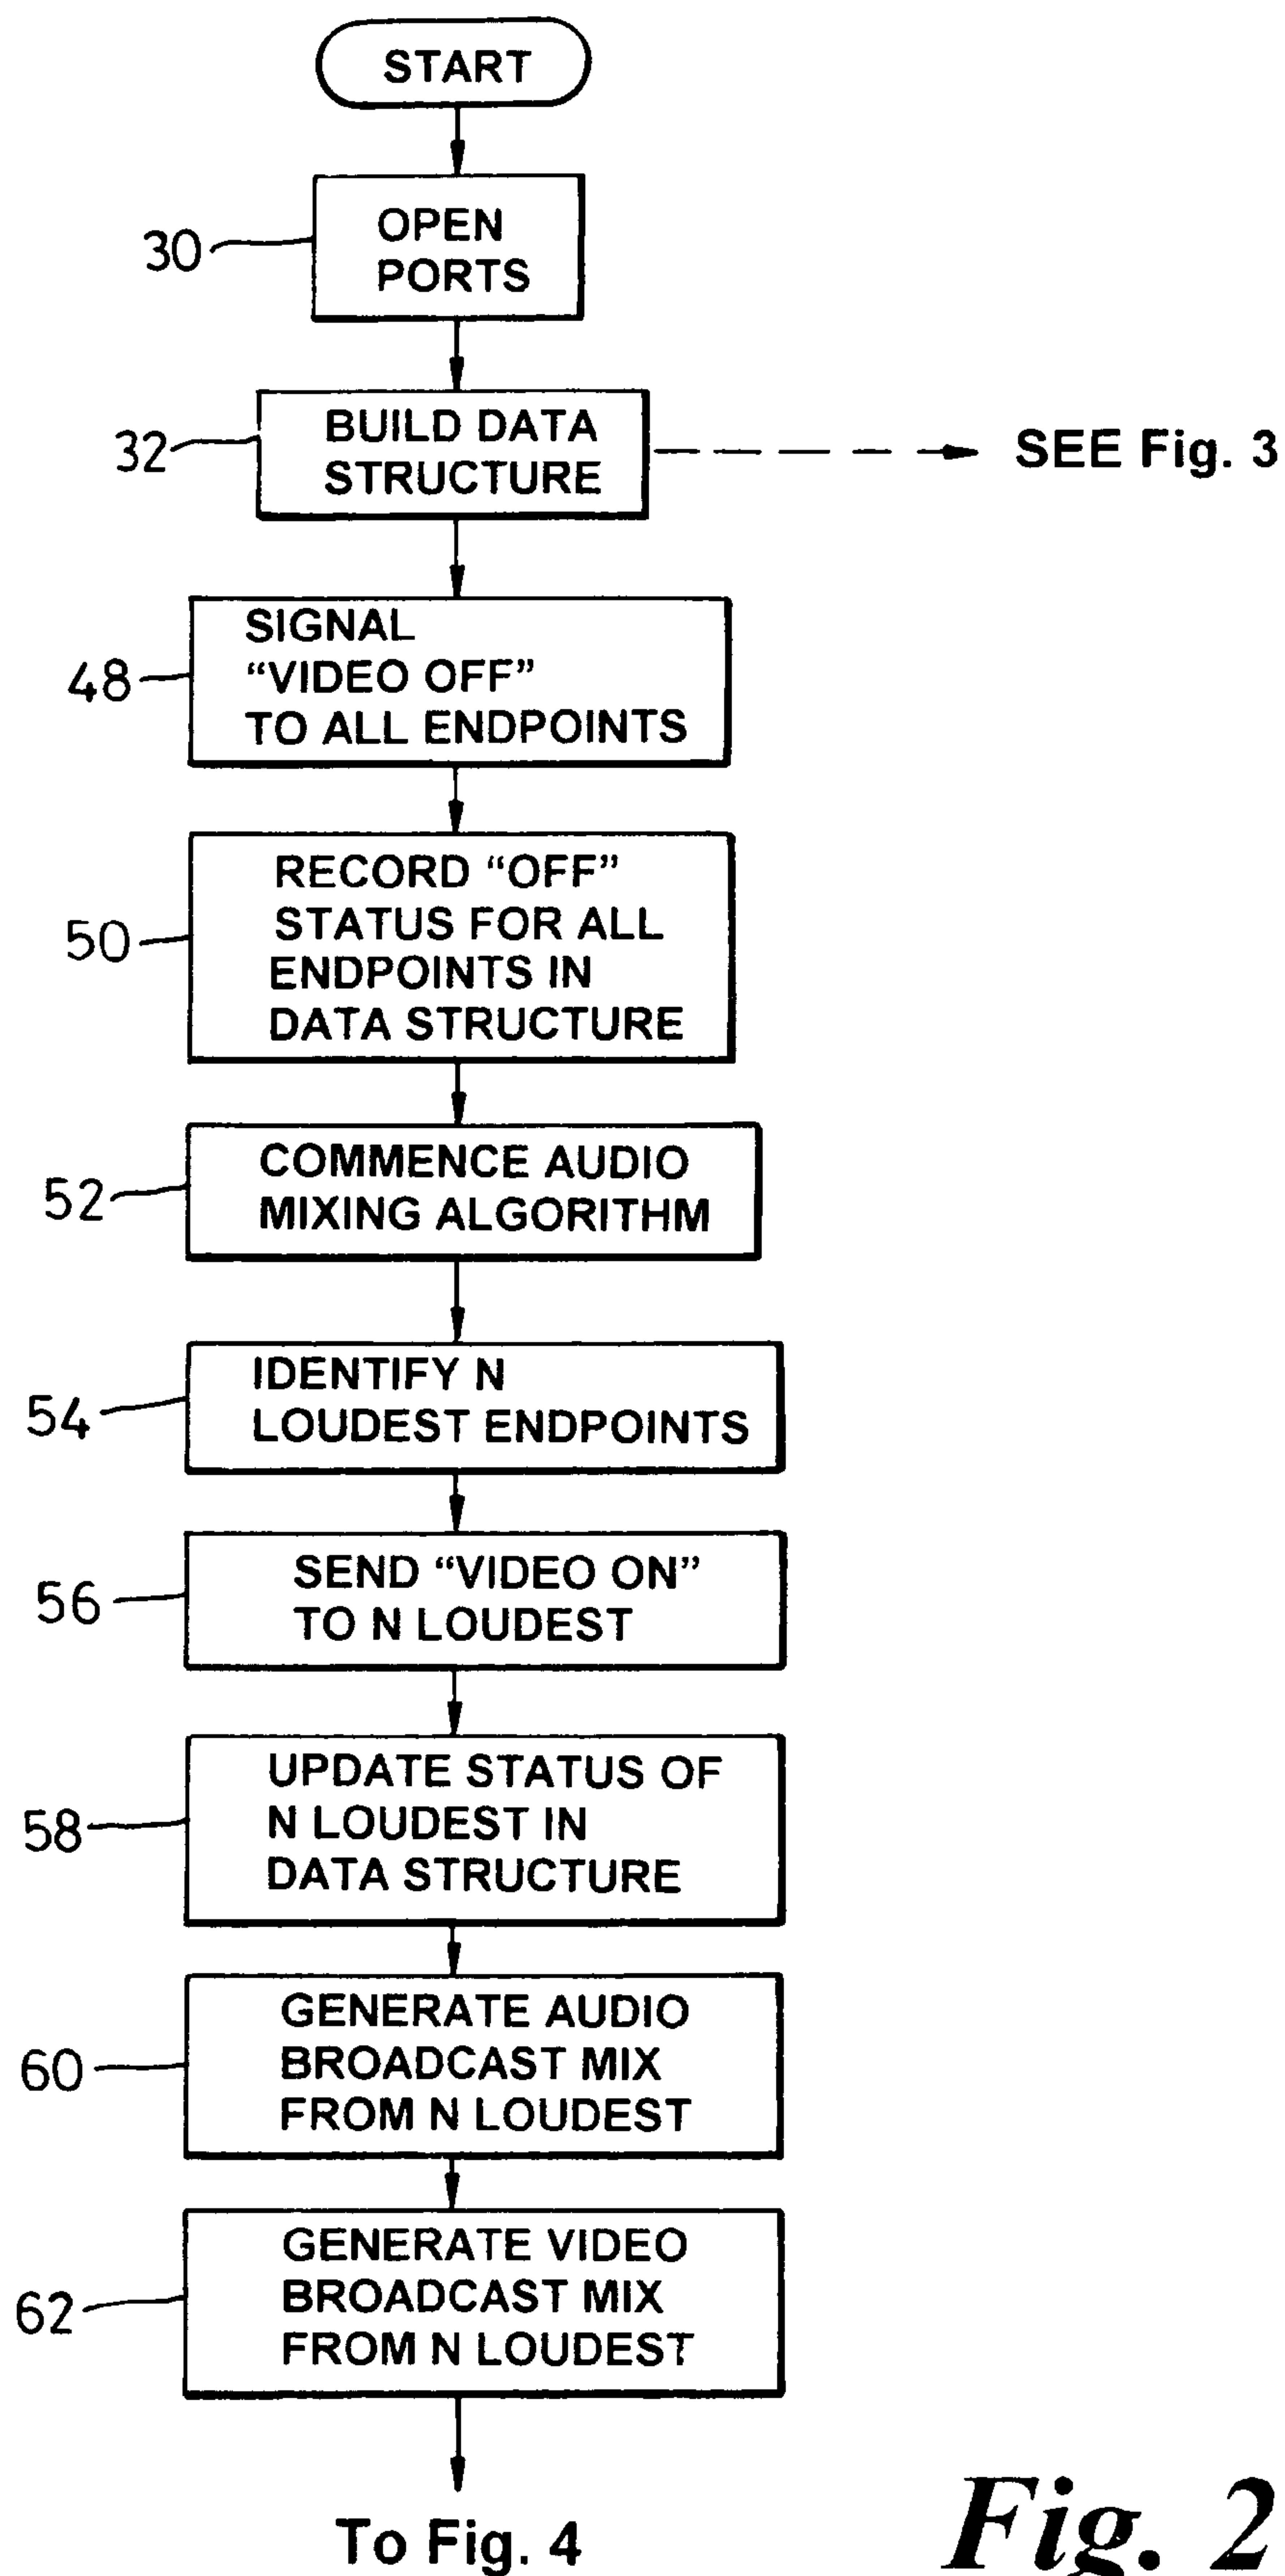 START
30
OPEN
PORTS
32
BUILD DATA
STRUCTURE
SEE Fig. 3
48
SIGNAL
“VIDEO OFF”
TO ALL ENDPOINTS
50
RECORD “OFF”
STATUS FOR ALL
ENDPOINTS IN
DATA STRUCTURE
52
COMMENCE AUDIO
MIXING ALGORITHM
54
IDENTIFY N
LOUDEST ENDPOINTS
56
SEND “VIDEO ON”
TO N LOUDEST
58
UPDATE STATUS OF
N LOUDEST IN
DATA STRUCTURE
60
GENERATE AUDIO
BROADCAST MIX
FROM N LOUDEST
62
GENERATE VIDEO
BROADCAST MIX
FROM N LOUDEST
To Fig. 4
Fig. 2